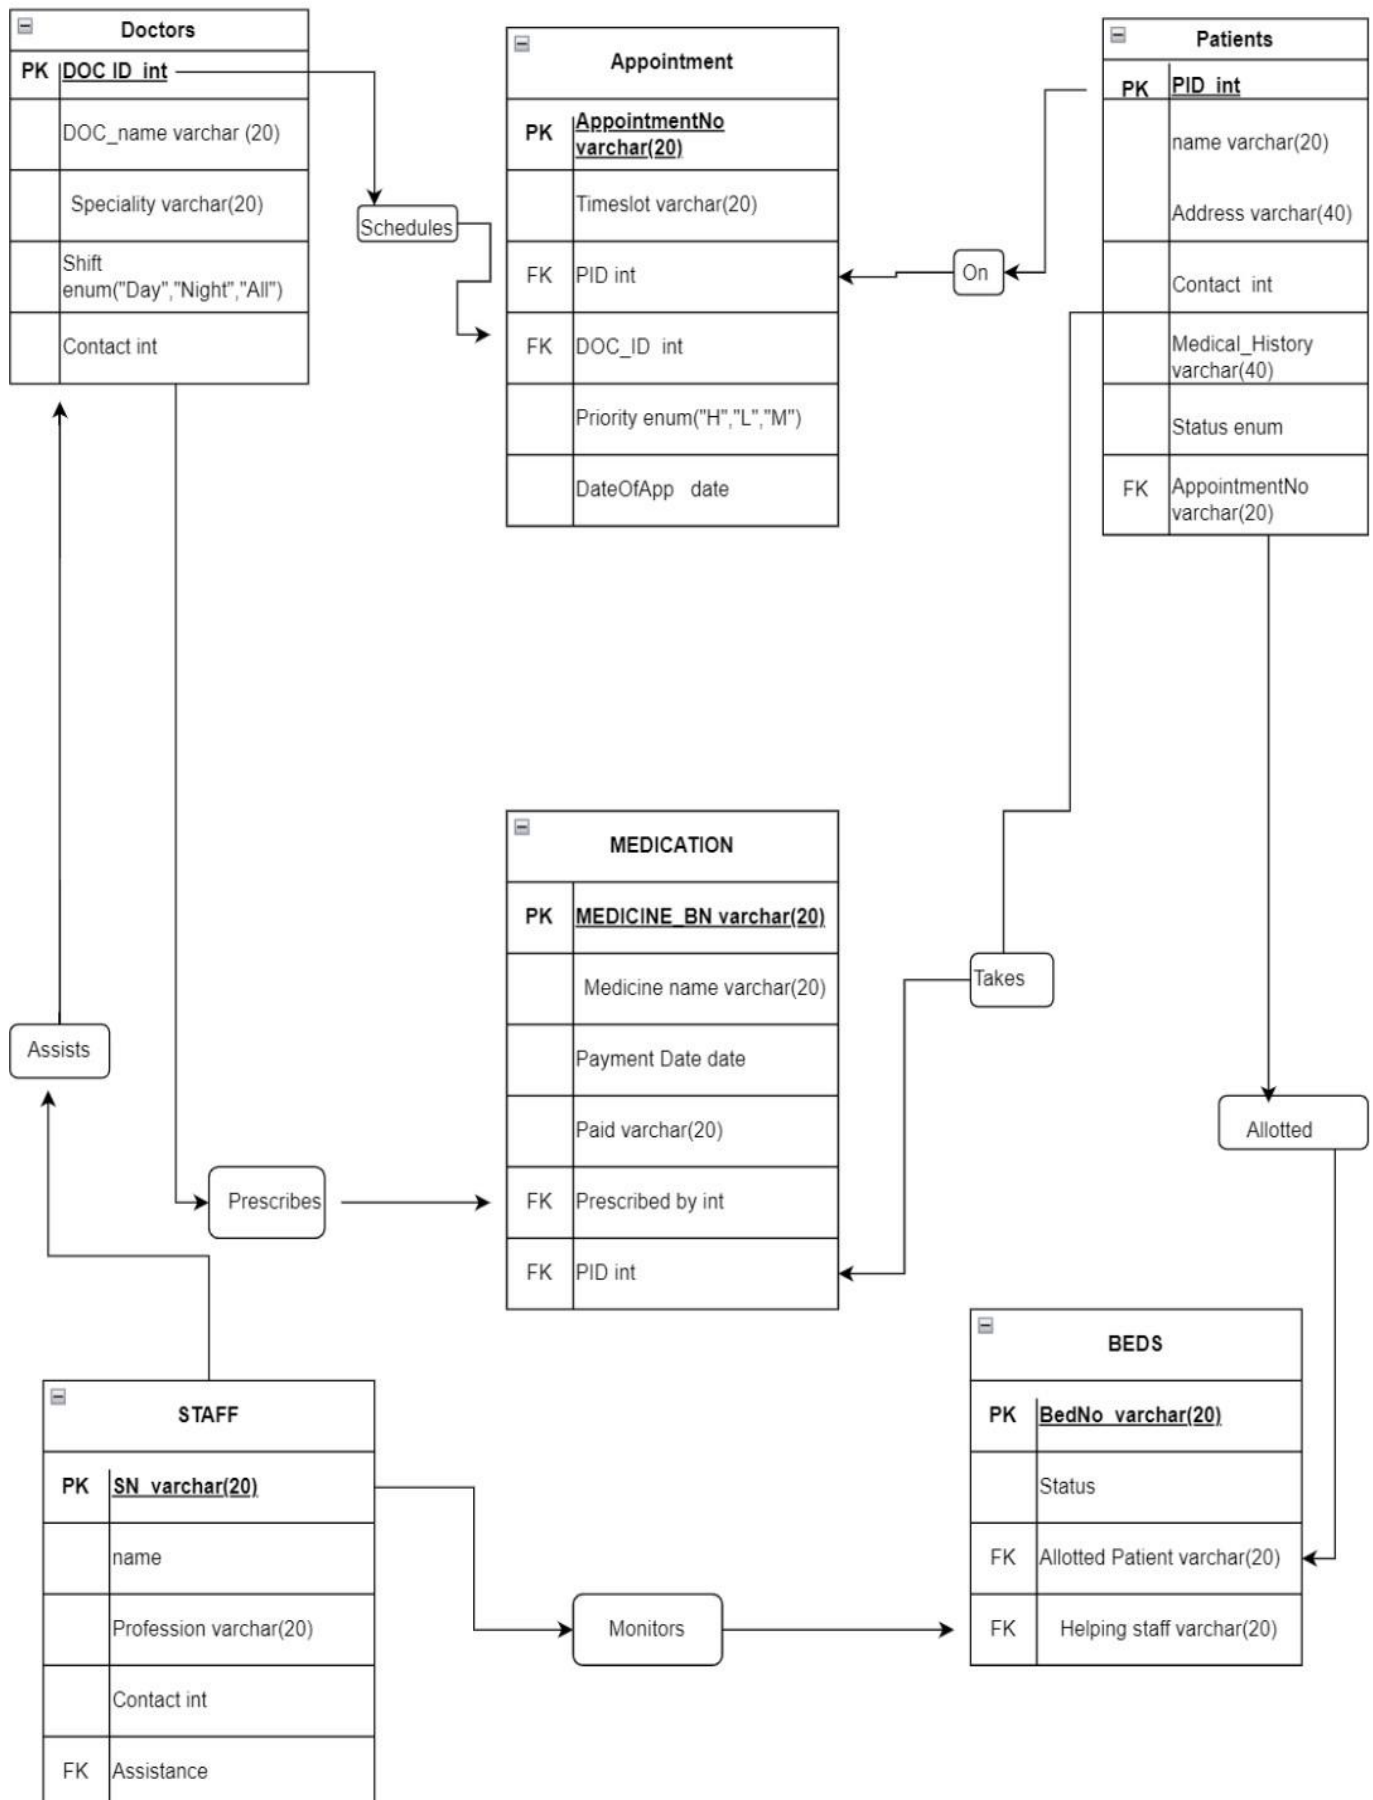 Doctors
PK DOC ID int
DOC_name varchar (20)
Speciality varchar(20)
Shift
enum("Day","Night","All")
Contact int
Schedules
Appointment
PK AppointmentNo
varchar(20)
Timeslot varchar(20)
FK PID int
FK DOC_ID int
Priority enum("H","L","M")
DateOfApp date
On
Patients
PK PID int
name varchar(20)
Address varchar(40)
Contact int
Medical_History
varchar(40)
Status enum
FK AppointmentNo
varchar(20)
MEDICATION
PK MEDICINE_BN varchar(20)
Medicine name varchar(20)
Payment Date date
Paid varchar(20)
FK Prescribed by int
FK PID int
Takes
Assists
Prescribes
Allotted
STAFF
PK SN varchar(20)
name
Profession varchar(20)
Contact int
FK Assistance
Monitors
BEDS
PK BedNo varchar(20)
Status
FK Allotted Patient varchar(20)
FK Helping staff varchar(20)